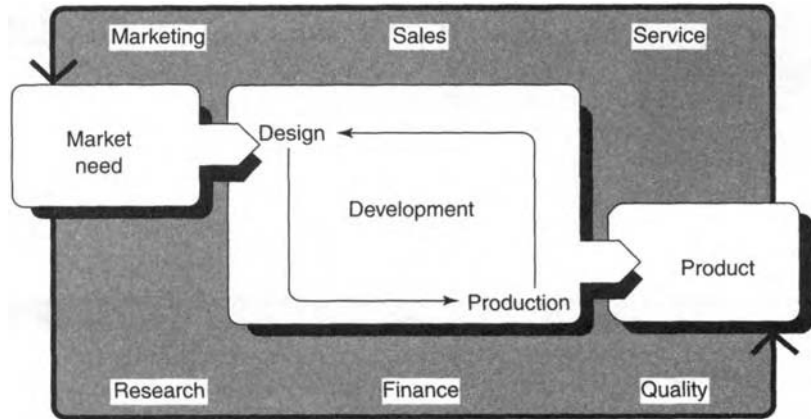 Marketing
Sales
Service
Market
need
Design
Development
Production
Product
Research
Finance
Quality